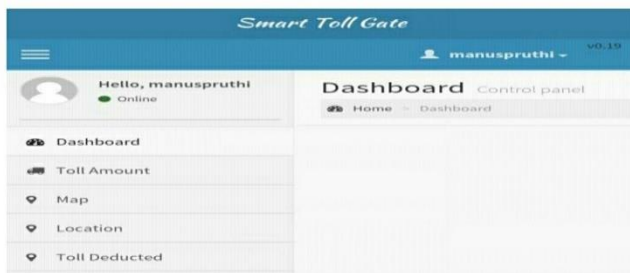 Smart Toll Gate
manuspruthi
v0.19
Hello, manuspruthi
Online
Dashboard Control panel
Home
Dashboard
Dashboard
Toll Amount
Map
Location
Toll Deducted